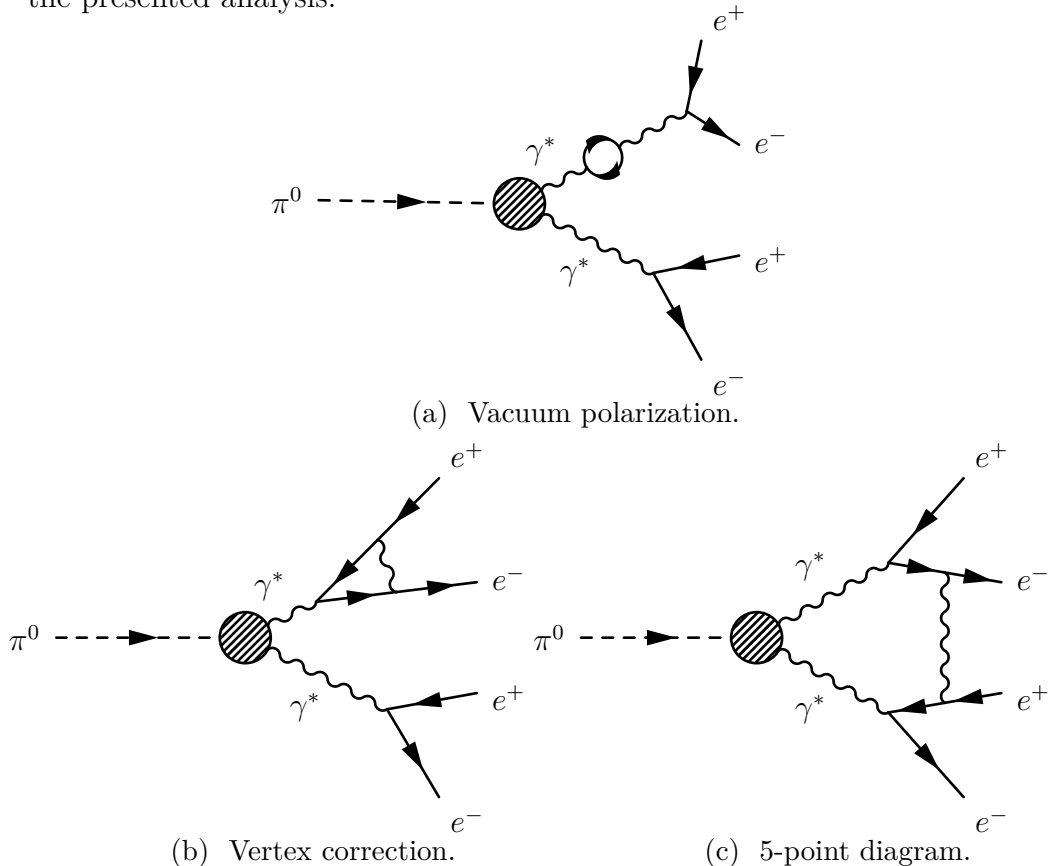 the presented analysis.
e⁺
γ*
e⁻
π⁰
γ*
e⁺
e⁻
(a) Vacuum polarization.
e⁺
γ*
e⁻
π⁰
γ*
e⁺
e⁻
(b) Vertex correction.
e⁺
γ*
e⁻
π⁰
γ*
e⁺
e⁻
(c) 5-point diagram.